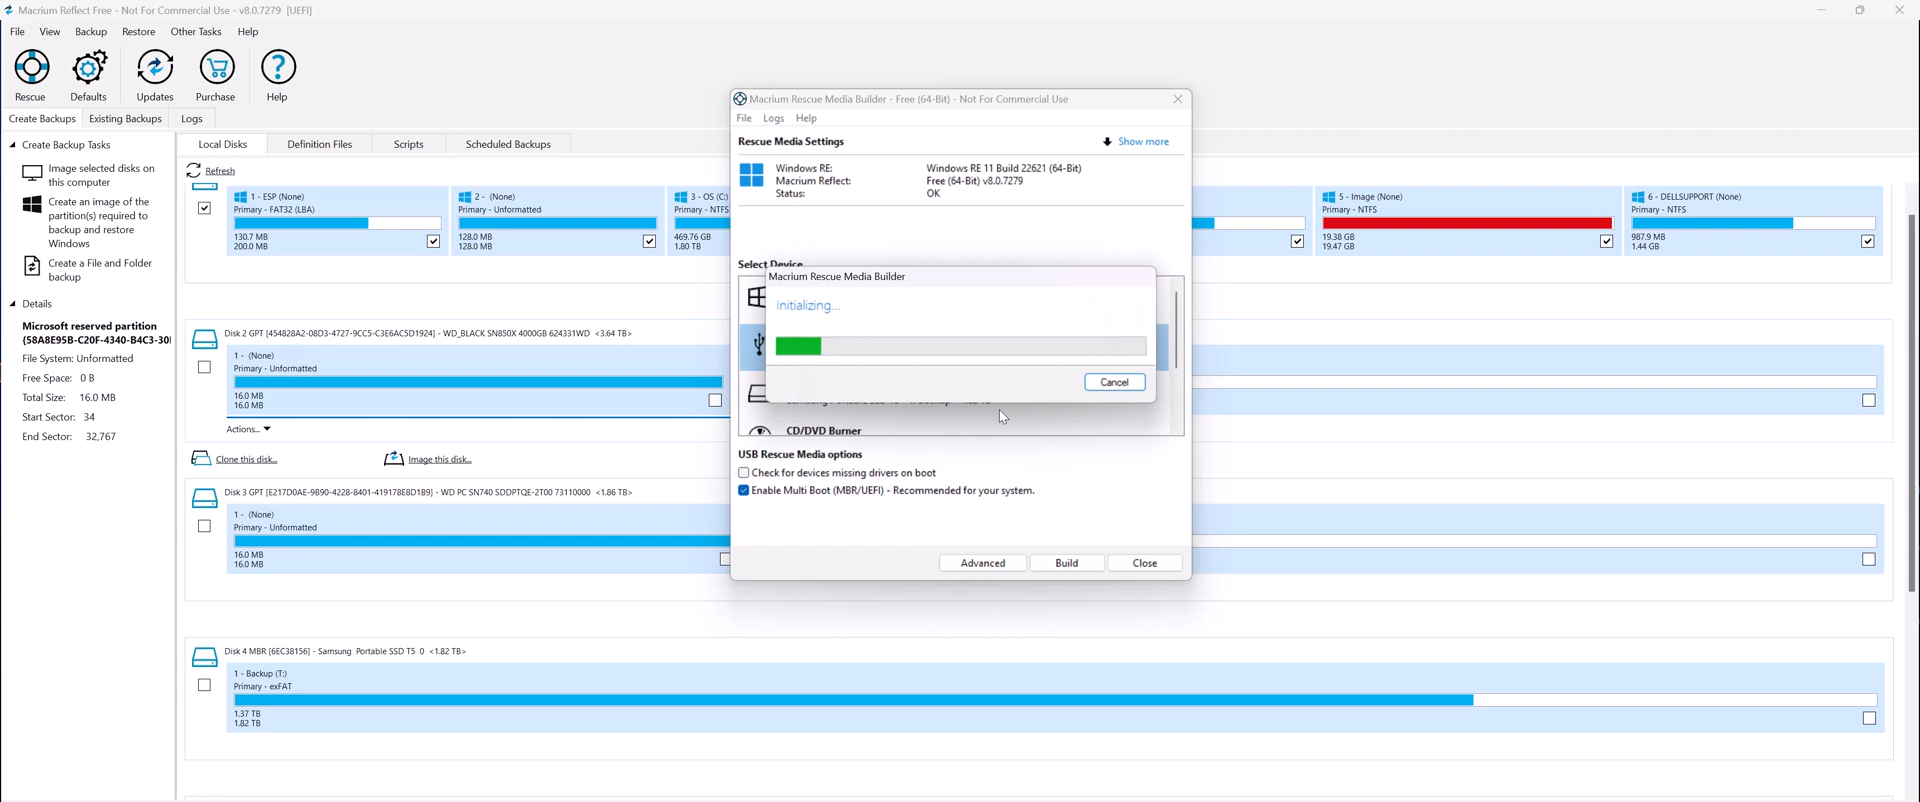 Macrium Reflect Free - Not For Commercial Use - v8.0.7279 [UEFI]
File View Backup Restore Other Tasks Help
Rescue Defaults Updates Purchase Help
Create Backups Existing Backups Logs
Create Backup Tasks
Image selected disks on
this computer
Create an image of the
partition(s) required to
backup and restore
Windows
Create a File and Folder
backup
Details
Microsoft reserved partition
{58A8E95B-C20F-4340-B4C3-30
File System: Unformatted
Free Space: 0 B
Total Size: 16.0 MB
Start Sector: 34
End Sector: 32,767
Local Disks Definition Files Scripts Scheduled Backups
Refresh
1 - ESP (None)
Primary - FAT32 (LBA)
130.7 MB
200.0 MB
2 - (None)
Primary - Unformatted
128.0 MB
128.0 MB
3 - OS (C:)
Primary - NTFS
469.76 GB
1.80 TB
5 - Image (None)
Primary - NTFS
19.38 GB
19.47 GB
6 - DELLSUPPORT (None)
Primary - NTFS
987.9 MB
1.44 GB
Disk 2 GPT [454828A2-08D3-4727-9CC5-C3E6AC5D1924] - WD_BLACK SN850X 4000GB 624331WD <3.64 TB>
1 - (None)
Primary - Unformatted
16.0 MB
16.0 MB
Actions...
Clone this disk... Image this disk...
Disk 3 GPT [E217D0AE-9B90-4228-8401-419178E8D1B9] - WD PC SN740 SDDPTQE-2T00 73110000 <1.86 TB>
1 - (None)
Primary - Unformatted
16.0 MB
16.0 MB
Disk 4 MBR [6EC38156] - Samsung Portable SSD T5 0 <1.82 TB>
1 - Backup (T:)
Primary - exFAT
1.37 TB
1.82 TB
Macrium Rescue Media Builder - Free (64-Bit) - Not For Commercial Use
File Logs Help
Rescue Media Settings Show more
Windows RE: Windows RE 11 Build 22621 (64-Bit)
Macrium Reflect: Free (64-Bit) v8.0.7279
Status: OK
Select Device
Macrium Rescue Media Builder
Initializing...
Cancel
CD/DVD Burner
USB Rescue Media options
Check for devices missing drivers on boot
Enable Multi Boot (MBR/UEFI) - Recommended for your system.
Advanced Build Close